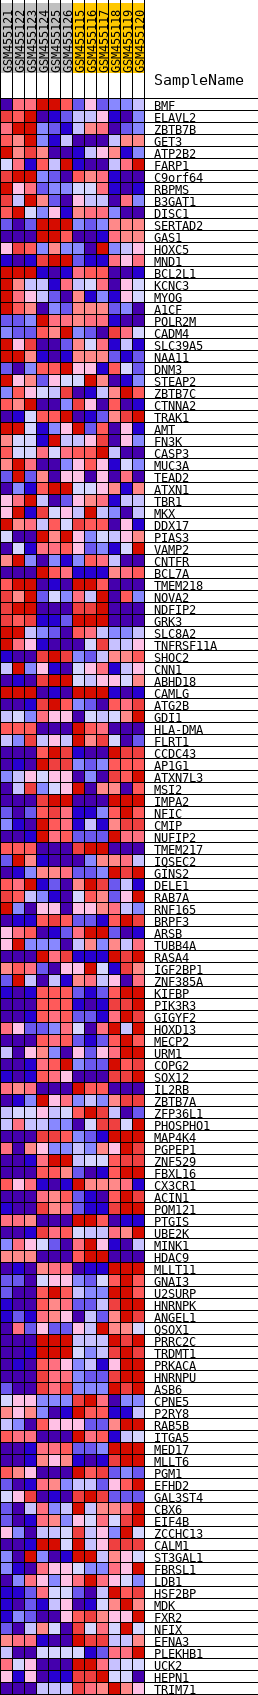 GSM455121
GSM455122
GSM455123
GSM455124
GSM455125
GSM455126
GSM455115
GSM455116
GSM455117
GSM455118
GSM455119
GSM455120
SampleName
BMF
ELAVL2
ZBTB7B
GET3
ATP2B2
FARP1
C9orf64
RBPMS
B3GAT1
DISC1
SERTAD2
GAS1
HOXC5
MND1
BCL2L1
KCNC3
MYOG
A1CF
POLR2M
CADM4
SLC39A5
NAA11
DNM3
STEAP2
ZBTB7C
CTNNA2
TRAK1
AMT
FN3K
CASP3
MUC3A
TEAD2
ATXN1
TBR1
MKX
DDX17
PIAS3
VAMP2
CNTFR
BCL7A
TMEM218
NOVA2
NDFIP2
GRK3
SLC8A2
TNFRSF11A
SHOC2
CNN1
ABHD18
CAMLG
ATG2B
GDI1
HLA-DMA
FLRT1
CCDC43
AP1G1
ATXN7L3
MSI2
IMPA2
NFIC
CMIP
NUFIP2
TMEM217
IQSEC2
GINS2
DELE1
RAB7A
RNF165
BRPF3
ARSB
TUBB4A
RASA4
IGF2BP1
ZNF385A
KIFBP
PIK3R3
GIGYF2
HOXD13
MECP2
URM1
COPG2
SOX12
IL2RB
ZBTB7A
ZFP36L1
PHOSPHO1
MAP4K4
PGPEP1
ZNF529
FBXL16
CX3CR1
ACIN1
POM121
PTGIS
UBE2K
MINK1
HDAC9
MLLT11
GNAI3
U2SURP
HNRNPK
ANGEL1
QSOX1
PRRC2C
TRDMT1
PRKACA
HNRNPU
ASB6
CPNE5
P2RY8
RAB5B
ITGA5
MED17
MLLT6
PGM1
EFHD2
GAL3ST4
CBX6
EIF4B
ZCCHC13
CALM1
ST3GAL1
FBRSL1
LDB1
HSF2BP
MDK
FXR2
NFIX
EFNA3
PLEKHB1
UCK2
HEPN1
TRIM71